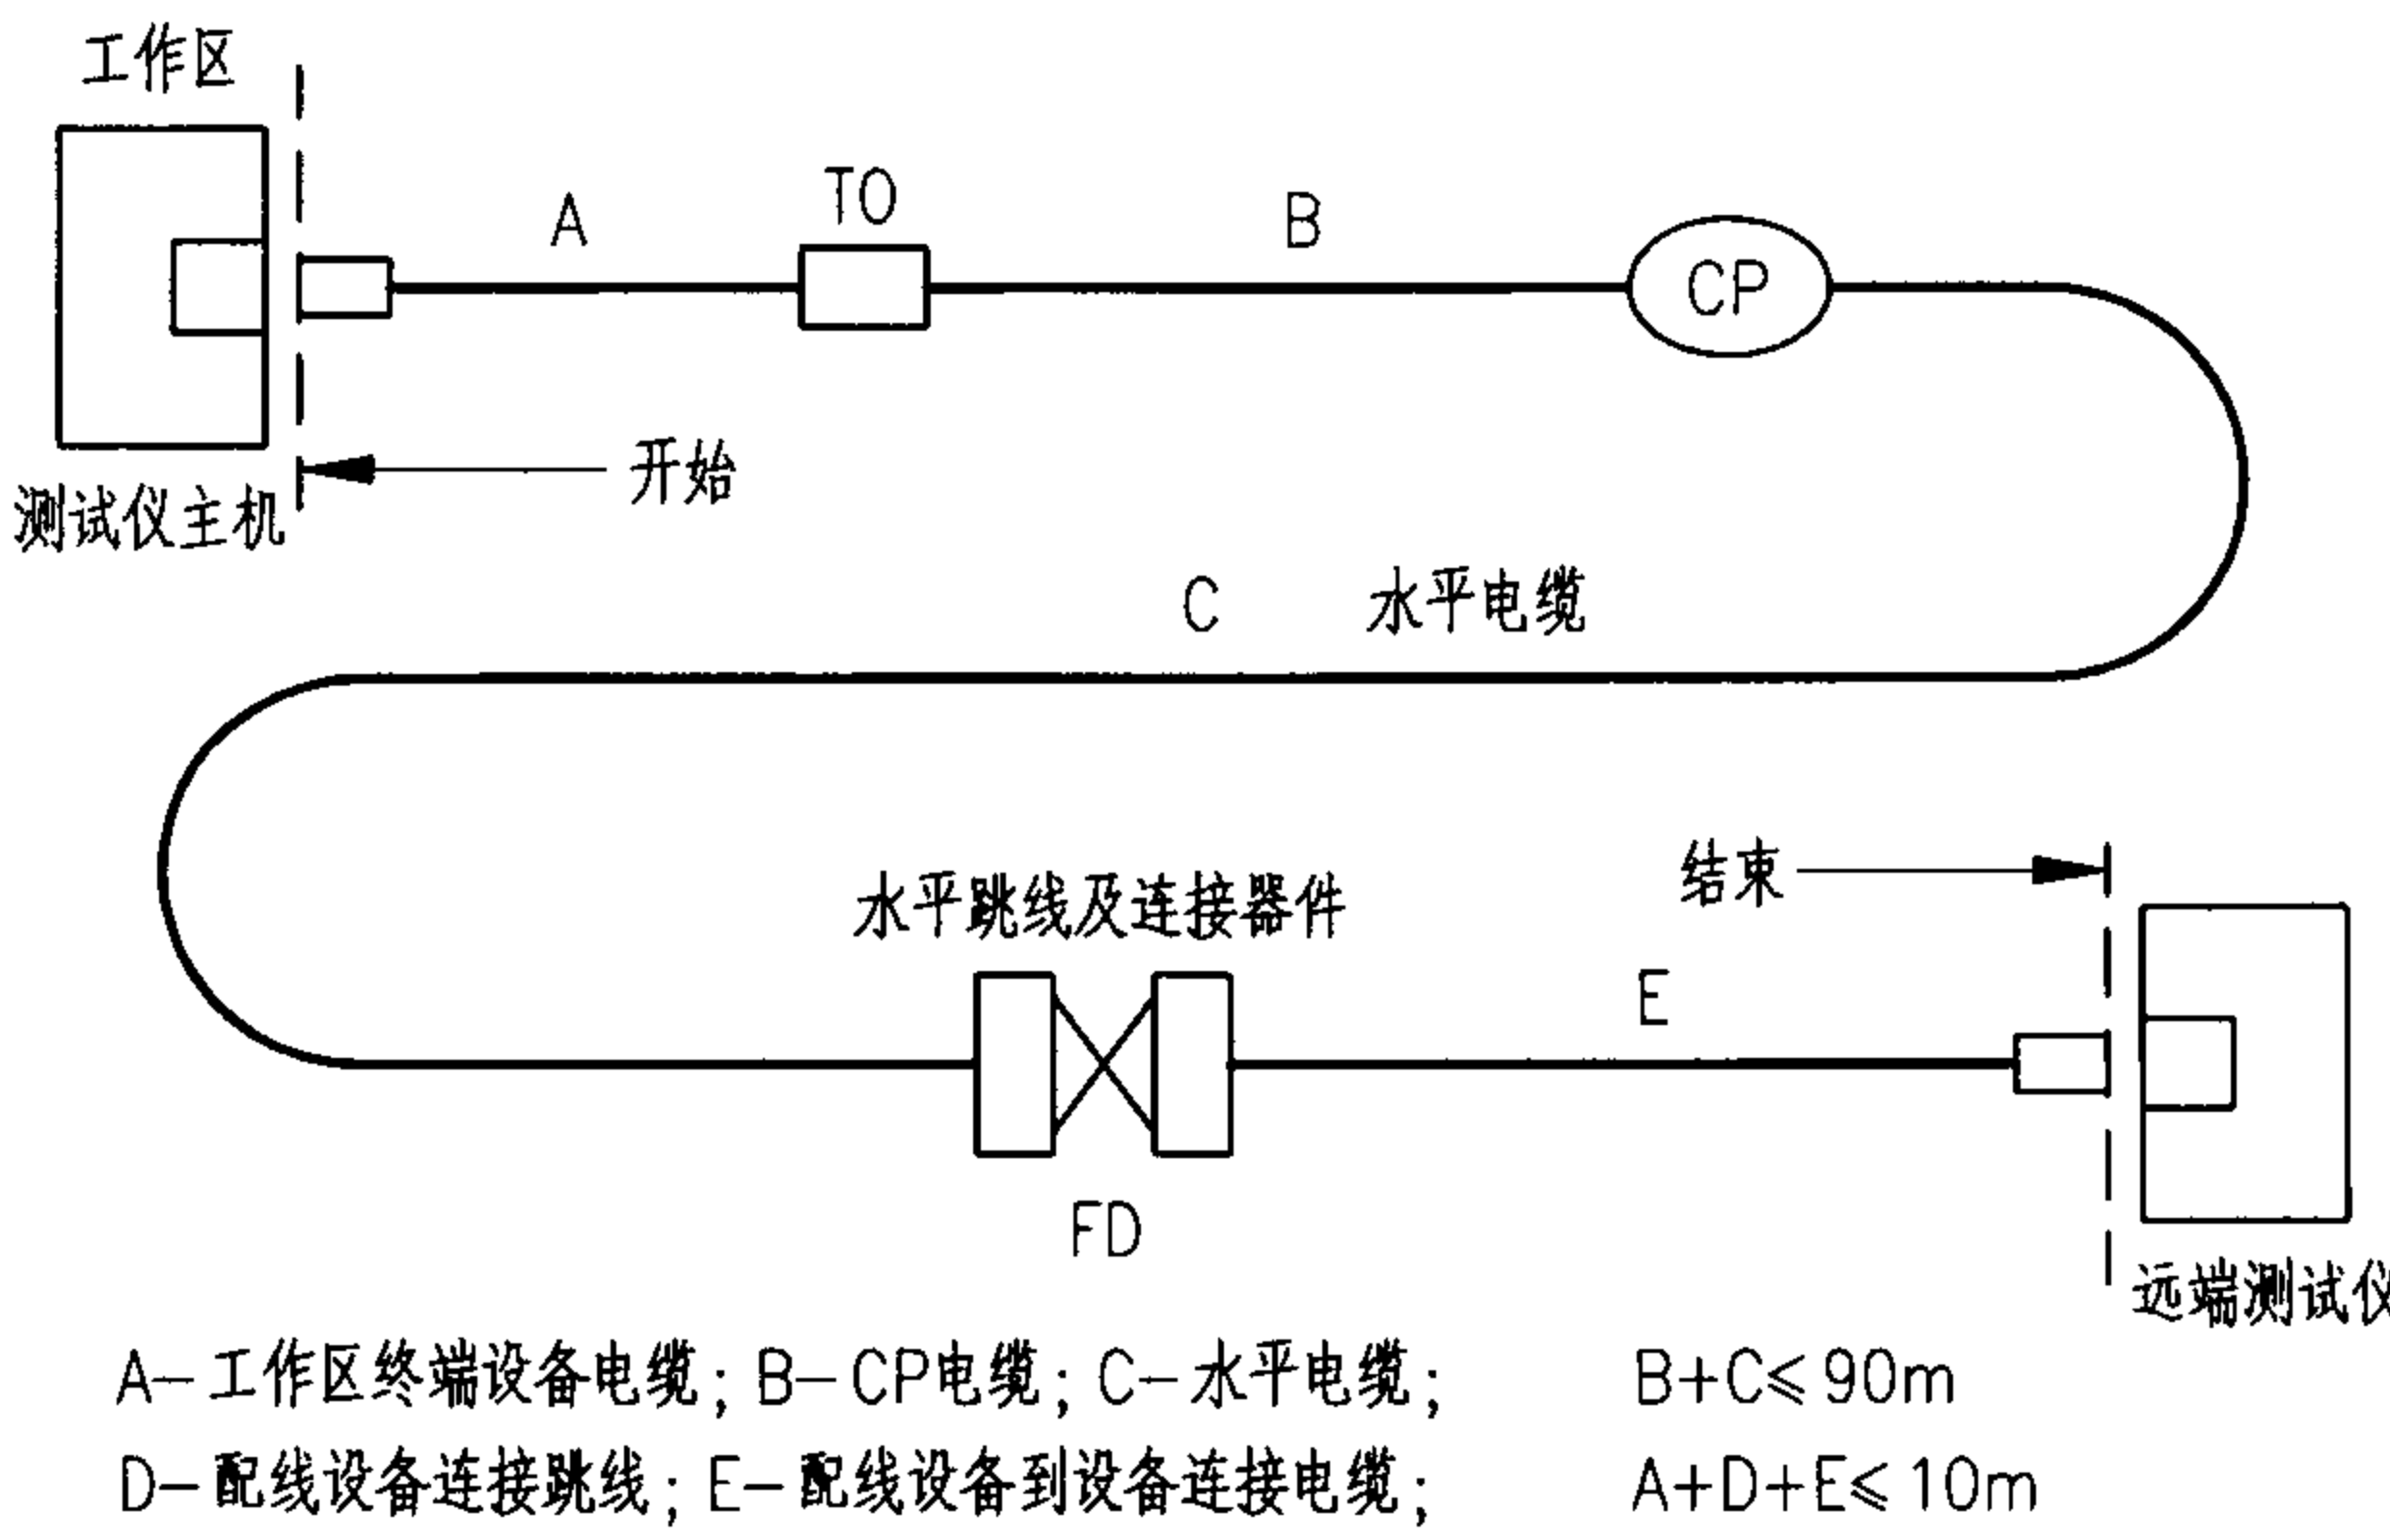 工作区
A
TO
B
CP
开始
测试仪主机
C 水平电缆
水平跳线及连接器件
结束
E
FD
远端测试仪
A-工作区终端设备电缆；B-CP电缆；C-水平电缆； B+C≤90m
D-配线设备连接跳线；E-配线设备到设备连接电缆； A+D+E≤10m